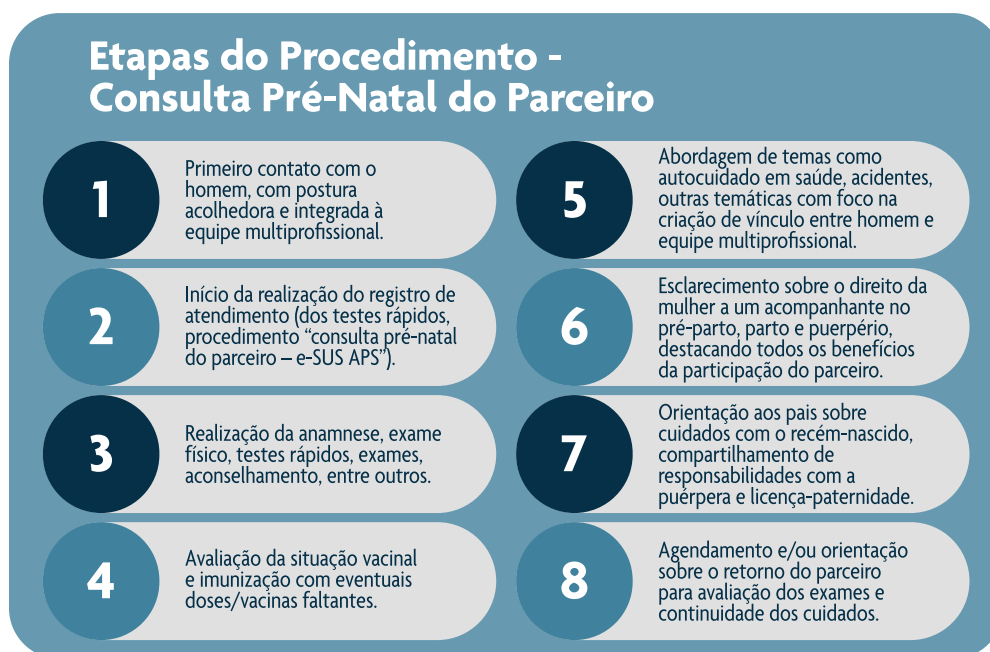 Etapas do Procedimento -
Consulta Pré-Natal do Parceiro
1
Primeiro contato com o
homem, com postura
acolhedora e integrada à
equipe multiprofissional.
2
Início da realização do registro de
atendimento (dos testes rápidos,
procedimento “consulta pré-natal
do parceiro – e-SUS APS”).
3
Realização da anamnese, exame
físico, testes rápidos, exames,
aconselhamento, entre outros.
4
Avaliação da situação vacinal
e imunização com eventuais
doses/vacinas faltantes.
5
Abordagem de temas como
autocuidado em saúde, acidentes,
outras temáticas com foco na
criação de vínculo entre homem e
equipe multiprofissional.
6
Esclarecimento sobre o direito da
mulher a um acompanhante no
pré-parto, parto e puerpério,
destacando todos os benefícios
da participação do parceiro.
7
Orientação aos pais sobre
cuidados com o recém-nascido,
compartilhamento de
responsabilidades com a
puérpera e licença-paternidade.
8
Agendamento e/ou orientação
sobre o retorno do parceiro
para avaliação dos exames e
continuidade dos cuidados.